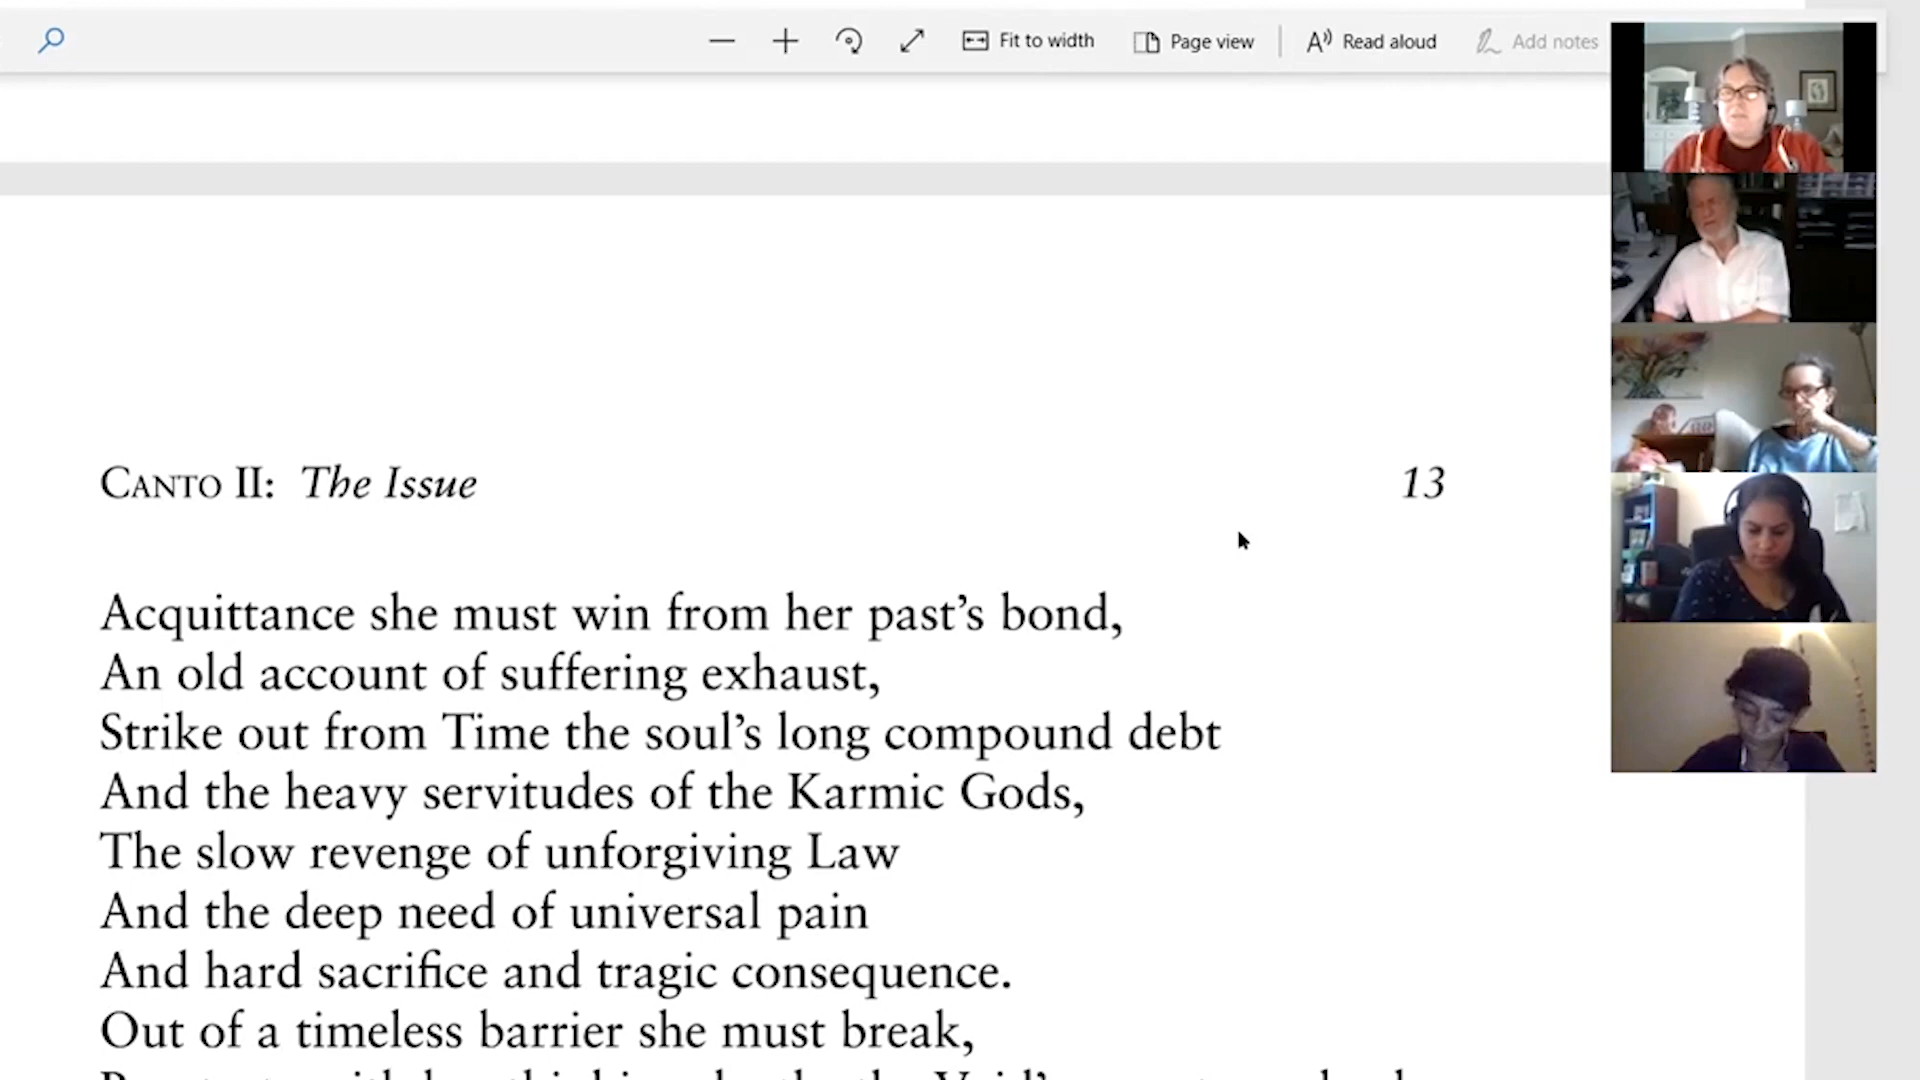 Fit to width
Page view
Read aloud
Add notes
CANTO II: The Issue 13
Acquittance she must win from her past’s bond,
An old account of suffering exhaust,
Strike out from Time the soul’s long compound debt
And the heavy servitudes of the Karmic Gods,
The slow revenge of unforgiving Law
And the deep need of universal pain
And hard sacrifice and tragic consequence.
Out of a timeless barrier she must break,